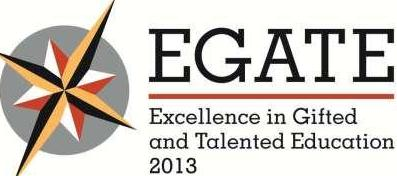 EGATE
Excellence in Gifted
and Talented Education
2013